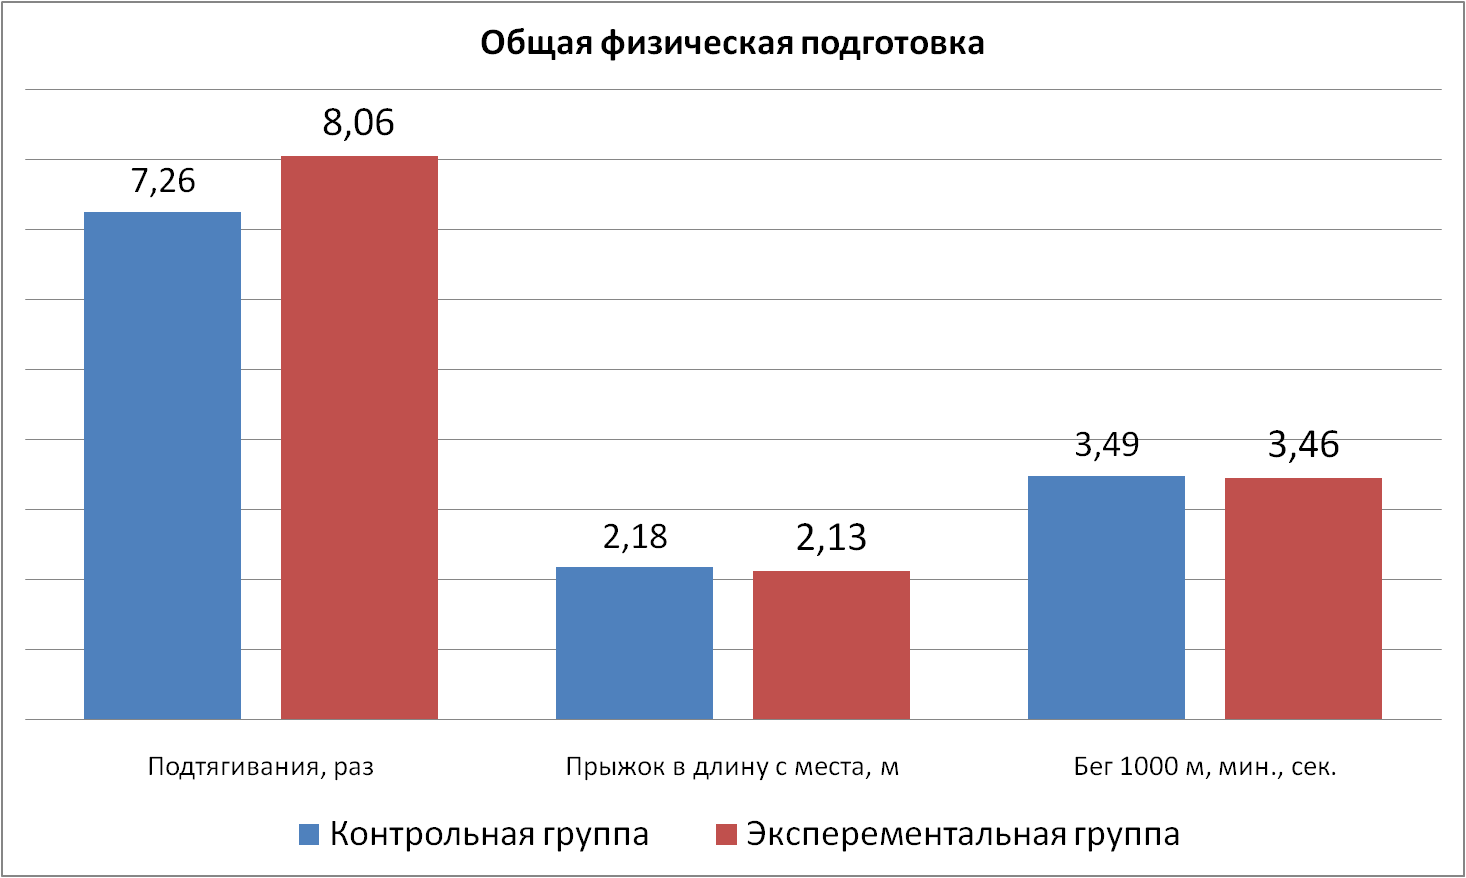 Общая физическая подготовка
8,06
7,26
3,49
3,46
2,18
2,13
Подтягивания, раз
Прыжок в длину с места, м
Бег 1000 м, мин., сек.
Контрольная группа
Эксперементальная группа